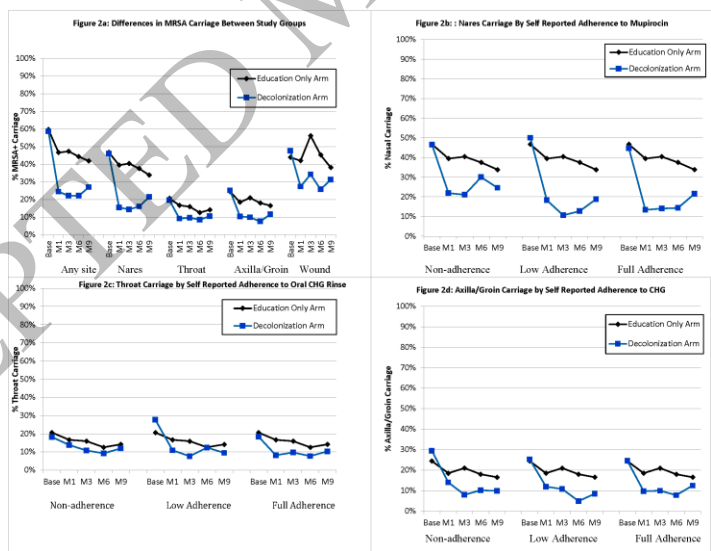 Figure 2a: Differences in MRSA Carriage Between Study Groups
100%
90%
80%
70%
60%
50%
40%
30%
20%
10%
0%
% MRSA+ Carriage
Education Only Arm
Decolonization Arm
Base M1 M3 M6 M9 Base M1 M3 M6 M9 Base M1 M3 M6 M9 Base M1 M3 M6 M9 Base M1 M3 M6 M9
Any site Nares Throat Axilla/Groin Wound
Figure 2b: : Nares Carriage By Self Reported Adherence to Mupirocin
100%
90%
80%
70%
60%
50%
40%
30%
20%
10%
0%
% Nasal Carriage
Education Only Arm
Decolonization Arm
Base M1 M3 M6 M9 Base M1 M3 M6 M9 Base M1 M3 M6 M9
Non-adherence Low Adherence Full Adherence
Figure 2c: Throat Carriage by Self Reported Adherence to Oral CHG Rinse
100%
90%
80%
70%
60%
50%
40%
30%
20%
10%
0%
% Throat Carriage
Education Only Arm
Decolonization Arm
Base M1 M3 M6 M9 Base M1 M3 M6 M9 Base M1 M3 M6 M9
Non-adherence Low Adherence Full Adherence
Figure 2d: Axilla/Groin Carriage by Self Reported Adherence to CHG
100%
90%
80%
70%
60%
50%
40%
30%
20%
10%
0%
% Axilla/Groin Carriage
Education Only Arm
Decolonization Arm
Base M1 M3 M6 M9 Base M1 M3 M6 M9 Base M1 M3 M6 M9
Non-adherence Low Adherence Full Adherence